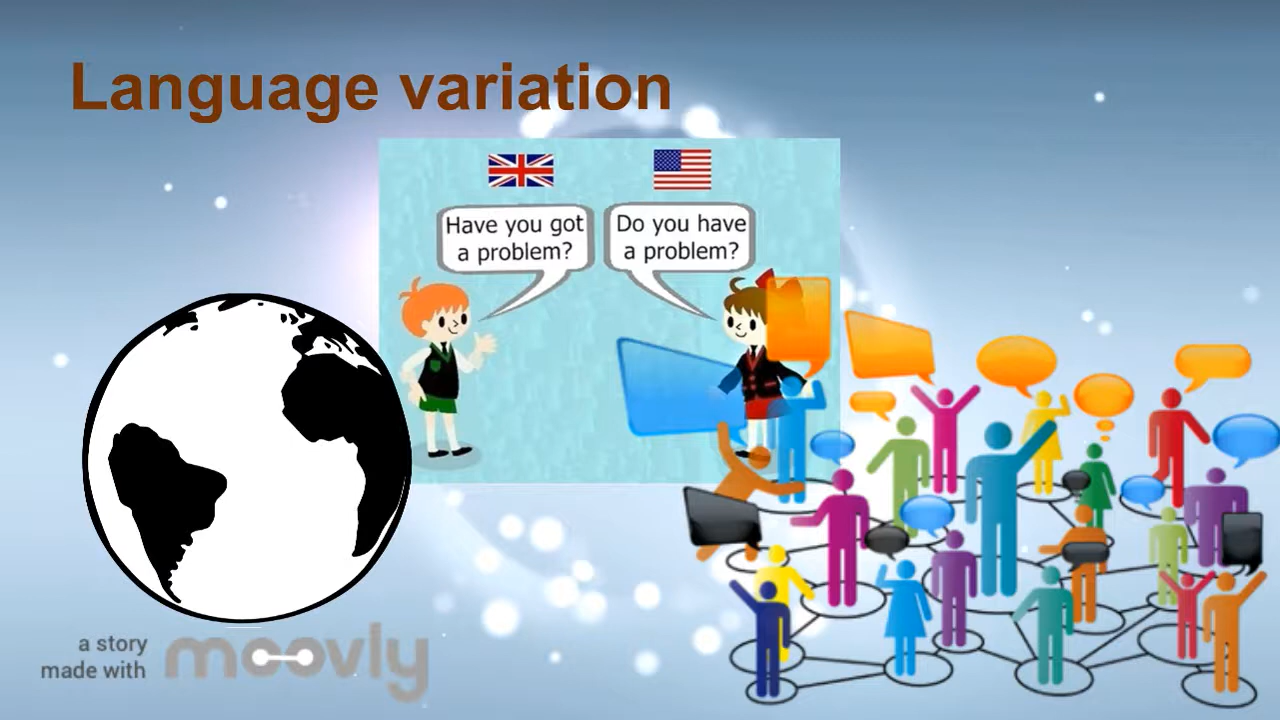 Language variation
Have you got
a problem?
Do you have
a problem?
a story
made with
moovly